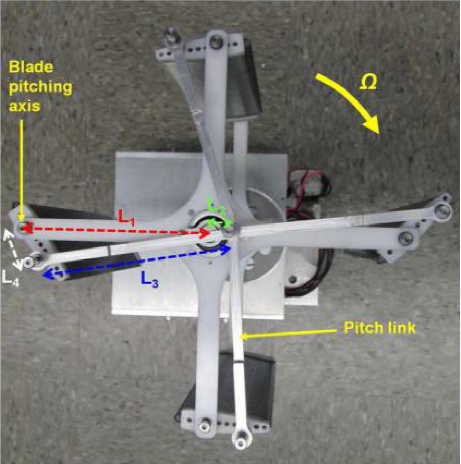 Blade
pitching
axis
Ω
L1
L2
L3
L4
Pitch link